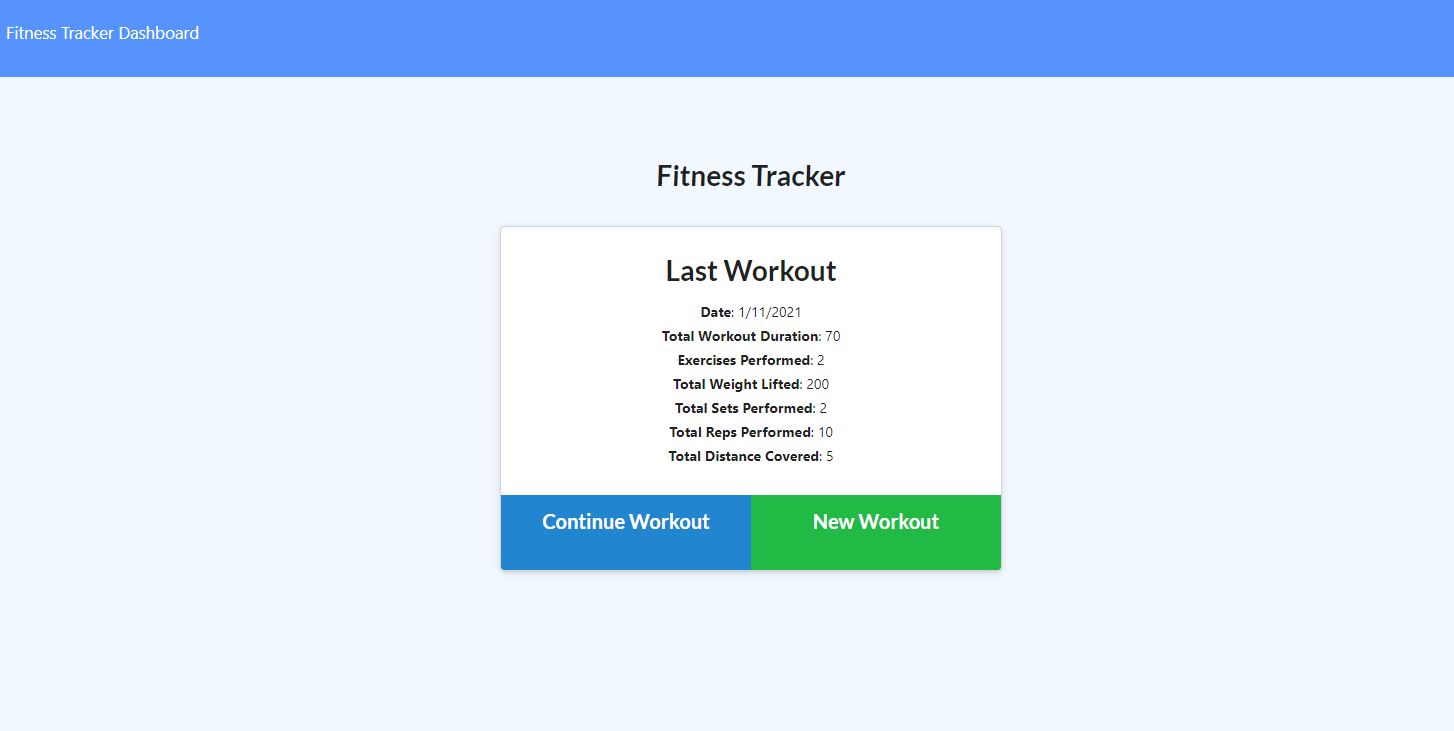 Fitness Tracker Dashboard
Fitness Tracker
Last Workout
Date: 1/11/2021
Total Workout Duration: 70
Exercises Performed: 2
Total Weight Lifted: 200
Total Sets Performed: 2
Total Reps Performed: 10
Total Distance Covered: 5
Continue Workout
New Workout